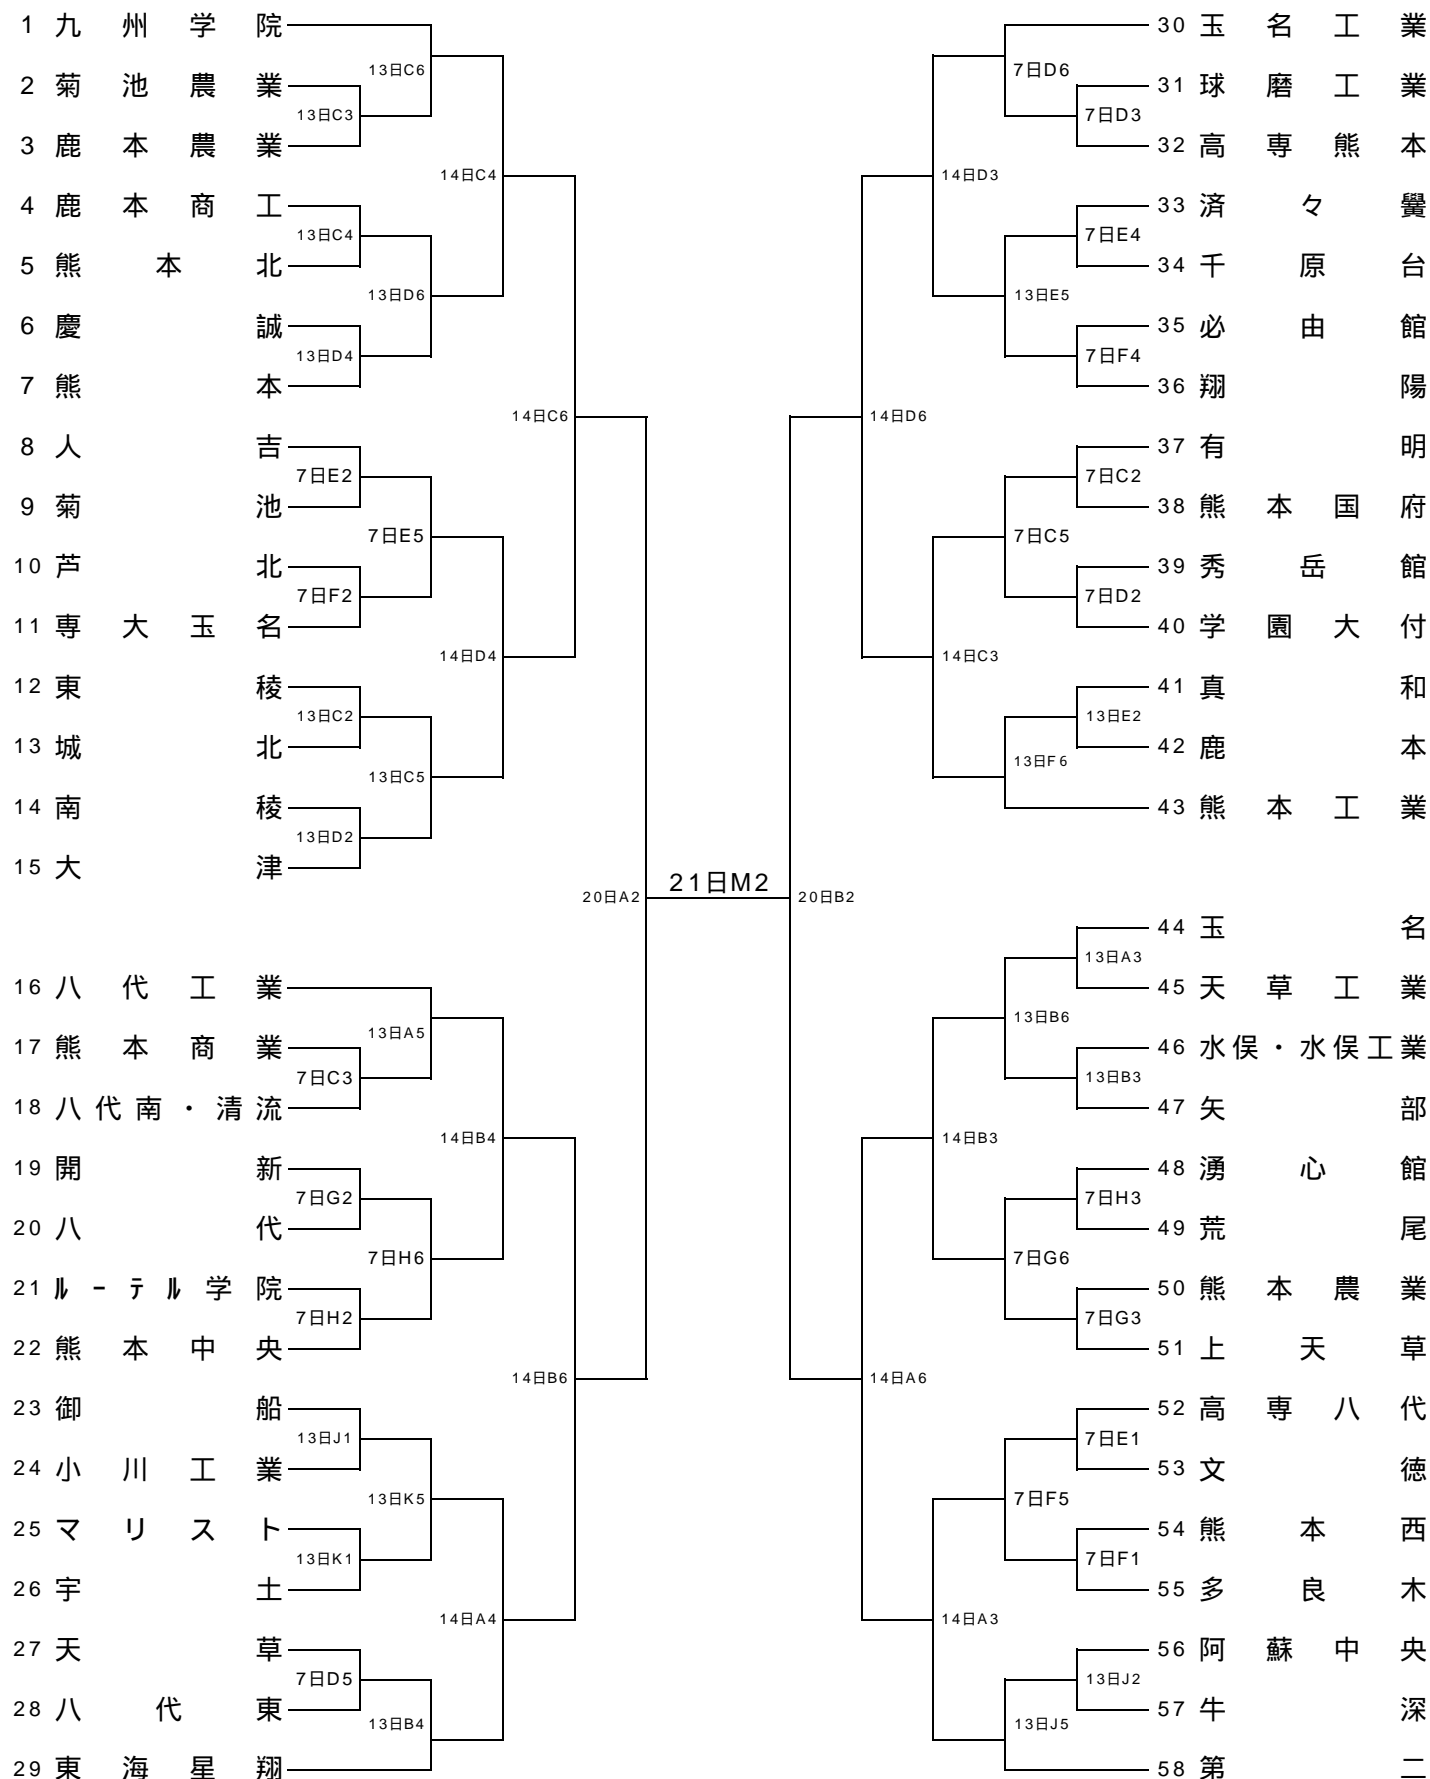 1 九州学院
13日C6
2 菊池農業
13日C3
3 鹿本農業
14日C4
4 鹿本商工
13日C4
5 熊本北
13日D6
6 慶誠
13日D4
7 熊本
14日C6
8 人吉
7日E2
9 菊池
7日E5
10 芦北
7日F2
11 専大玉名
14日D4
12 東稜
13日C2
13 城北
13日C5
14 南稜
13日D2
15 大津
20日A2
16 八代工業
13日A5
17 熊本商業
7日C3
18 八代南・清流
14日B4
19 開新
7日G2
20 八代
7日H6
21 ルーテル学院
7日H2
22 熊本中央
14日B6
23 御船
13日J1
24 小川工業
13日K5
25 マリスト
13日K1
26 宇土
14日A4
27 天草
7日D5
28 八代東
13日B4
29 東海星翔
21日M2
30 玉名工業
7日D6
31 球磨工業
7日D3
32 高専熊本
14日D3
33 済々黌
7日E4
34 千原台
13日E5
35 必由館
7日F4
36 翔陽
14日D6
37 有明
7日C2
38 熊本国府
7日C5
39 秀岳館
7日D2
40 学園大付
14日C3
41 真和
13日E2
42 鹿本
13日F6
43 熊本工業
20日B2
44 玉名
13日A3
45 天草工業
13日B6
46 水俣・水俣工業
13日B3
47 矢部
14日B3
48 湧心館
7日H3
49 荒尾
7日G6
50 熊本農業
7日G3
51 上天草
14日A6
52 高専八代
7日E1
53 文徳
7日F5
54 熊本西
7日F1
55 多良木
14日A3
56 阿蘇中央
13日J2
57 牛深
13日J5
58 第二